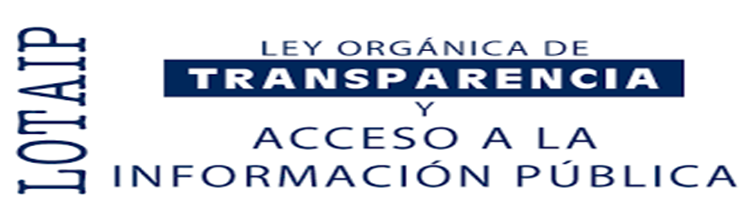 LOTAIP
LEY ORGÁNICA DE
TRANSPARENCIA
Y
ACCESO A LA
INFORMACIÓN PÚBLICA